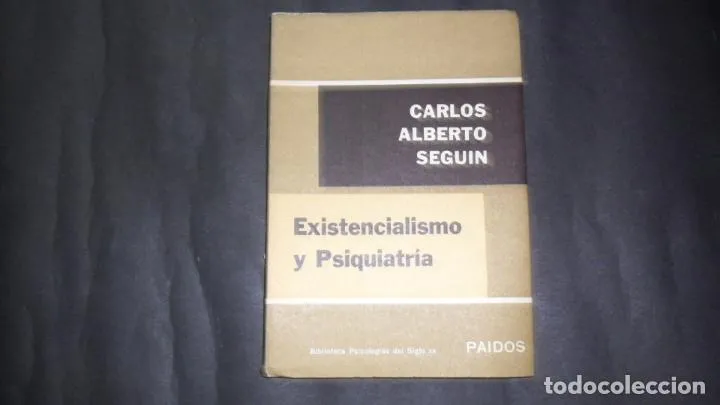 CARLOS
ALBERTO
SEGUIN
Existencialismo
y Psiquiatría
Biblioteca Psicologías del Siglo XX
PAIDOS
todocoleccion